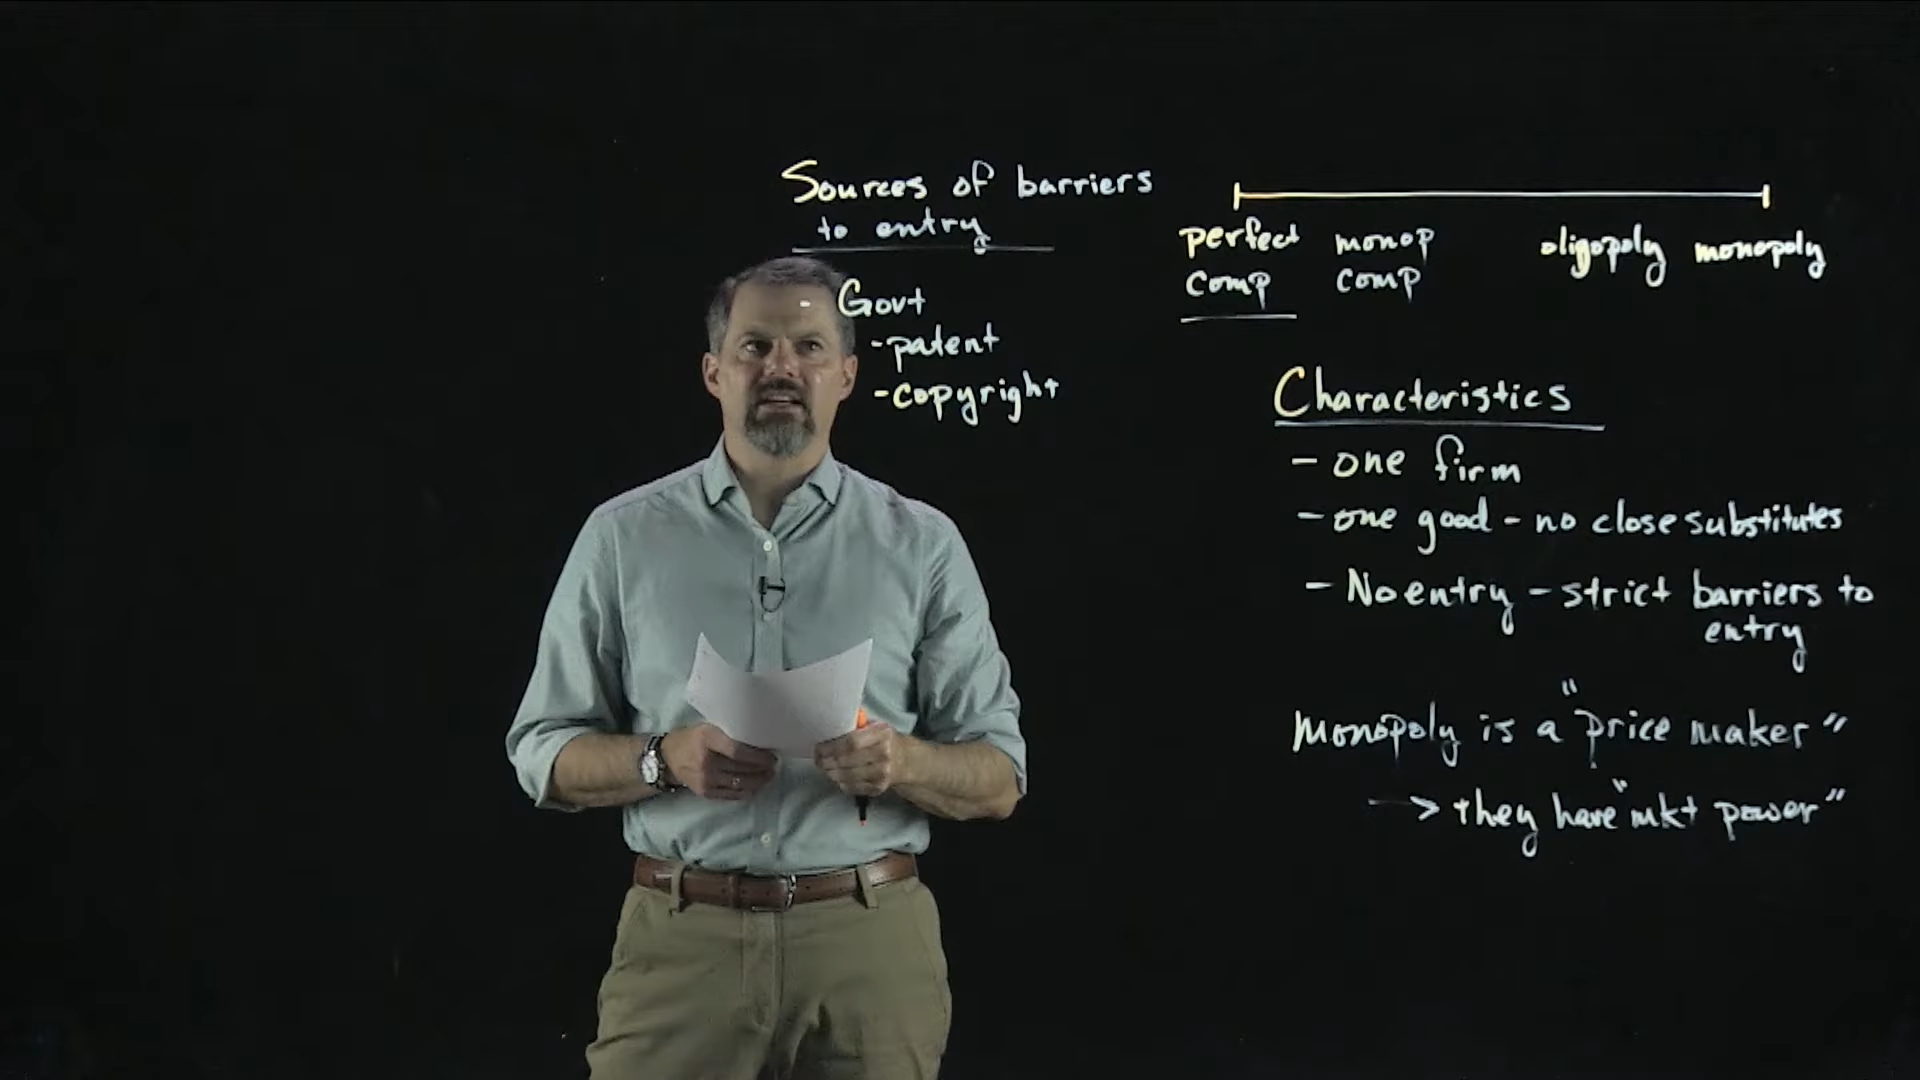 Sources of barriers
to entry
- Govt
- patent
- copyright
perfect
comp
monop
comp
oligopoly
monopoly
Characteristics
- one firm
- one good - no close substitutes
- No entry - strict barriers to
entry
Monopoly is a "price maker"
-> they have "mkt power"